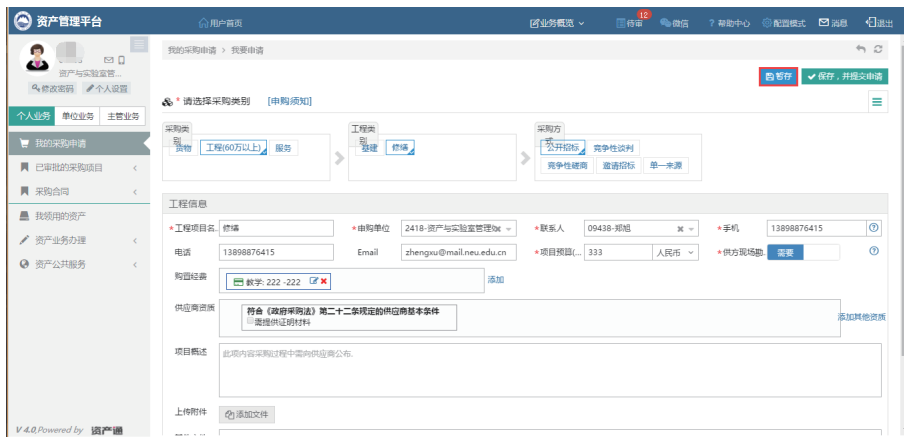 资产管理平台 用户首页 业务概览 待审 12 微信 ? 帮助中心 配置模式 消息 退出
资产与实验室管...
修改密码 个人设置
个人业务 单位业务 主管业务
我的采购申请
已审批的采购项目
采购合同
我领用的资产
资产业务办理
资产公共服务
V 4.0,Powered by 资产通
我的采购申请 > 我要申请
暂存 保存，并提交申请
* 请选择采购类别 [申购须知]
采购类别 工程类别 采购方式
货物 工程(60万以上) 服务 基建 修缮 公开招标 竞争性谈判
竞争性磋商 邀请招标 单一来源
工程信息
*工程项目名.. 修缮 *申购单位 2418-资产与实验室管理 *联系人 09438-郑旭 *手机 13898876415
电话 13898876415 Email zhengxu@mail.neu.edu.cn *项目预算(... 333 人民币 *供方现场勘.. 需要
购置经费 教学: 222 -222 添加
供应商资质 符合《政府采购法》第二十二条规定的供应商基本条件
需提供证明材料
添加其他资质
项目概述 此项内容采购过程中需向供应商公布.
上传附件 添加文件